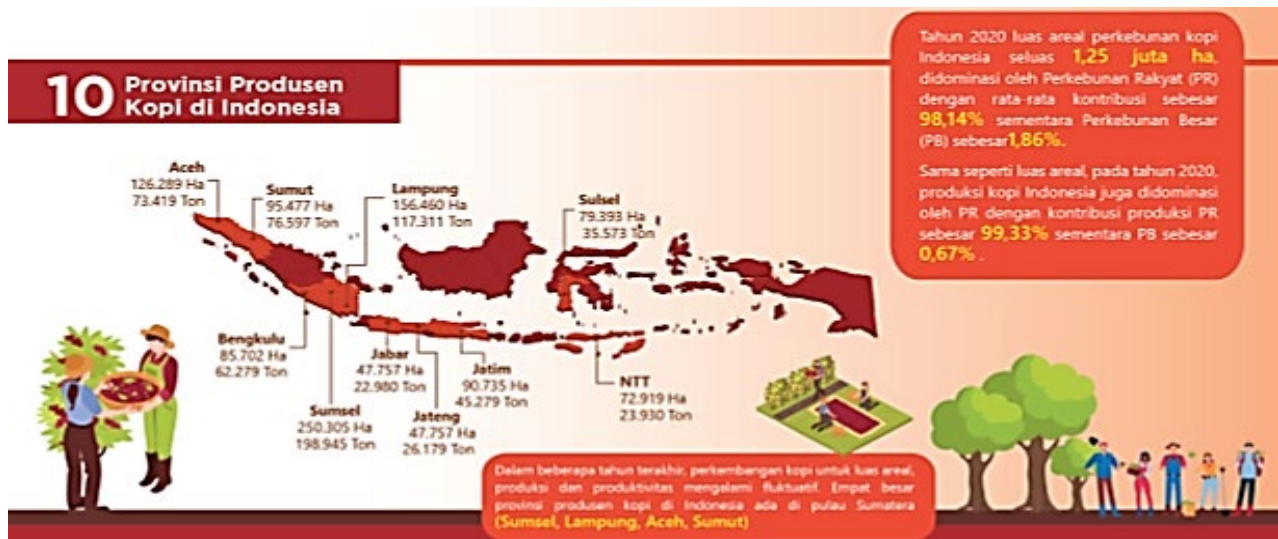 10
Provinsi Produsen
Kopi di Indonesia
Tahun 2020 luas areal perkebunan kopi
Indonesia seluas 1,25 juta ha,
didominasi oleh Perkebunan Rakyat (PR)
dengan rata-rata kontribusi sebesar
98,14% sementara Perkebunan Besar
(PB) sebesar1,86%.
Sama seperti luas areal, pada tahun 2020,
produksi kopi Indonesia juga didominasi
oleh PR dengan kontribusi produksi PR
sebesar 99,33% sementara PB sebesar
0,67% .
Aceh
126.289 Ha
73.419 Ton
Sumut
95.477 Ha
76.597 Ton
Lampung
156.460 Ha
117.311 Ton
Sulsel
79.393 Ha
35.573 Ton
Bengkulu
85.702 Ha
62.279 Ton
Sumsel
250.305 Ha
198.945 Ton
Jabar
47.757 Ha
22.980 Ton
Jateng
47.757 Ha
26.179 Ton
Jatim
90.735 Ha
45.279 Ton
NTT
72.919 Ha
23.930 Ton
Dalam beberapa tahun terakhir, perkembangan kopi untuk luas areal,
produksi dan produktivitas mengalami fluktuatif. Empat besar
provinsi produsen kopi di Indonesia ada di pulau Sumatera
(Sumsel, Lampung, Aceh, Sumut)